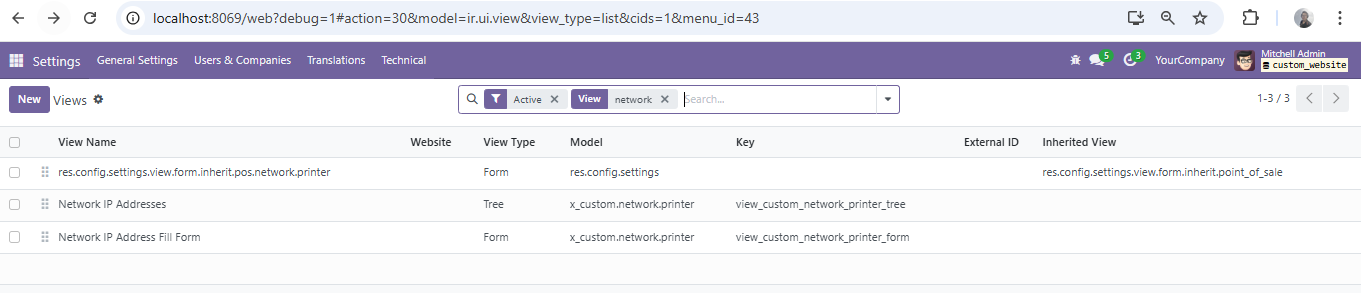 localhost:8069/web?debug=1#action=30&model=ir.ui.view&view_type=list&cids=1&menu_id=43
Settings General Settings Users & Companies Translations Technical 5 3 YourCompany Mitchell Admin
custom_website
New Views Active View network Search... 1-3 / 3
View Name Website View Type Model Key External ID Inherited View
res.config.settings.view.form.inherit.pos.network.printer Form res.config.settings res.config.settings.view.form.inherit.point_of_sale
Network IP Addresses Tree x_custom.network.printer view_custom_network_printer_tree
Network IP Address Fill Form Form x_custom.network.printer view_custom_network_printer_form